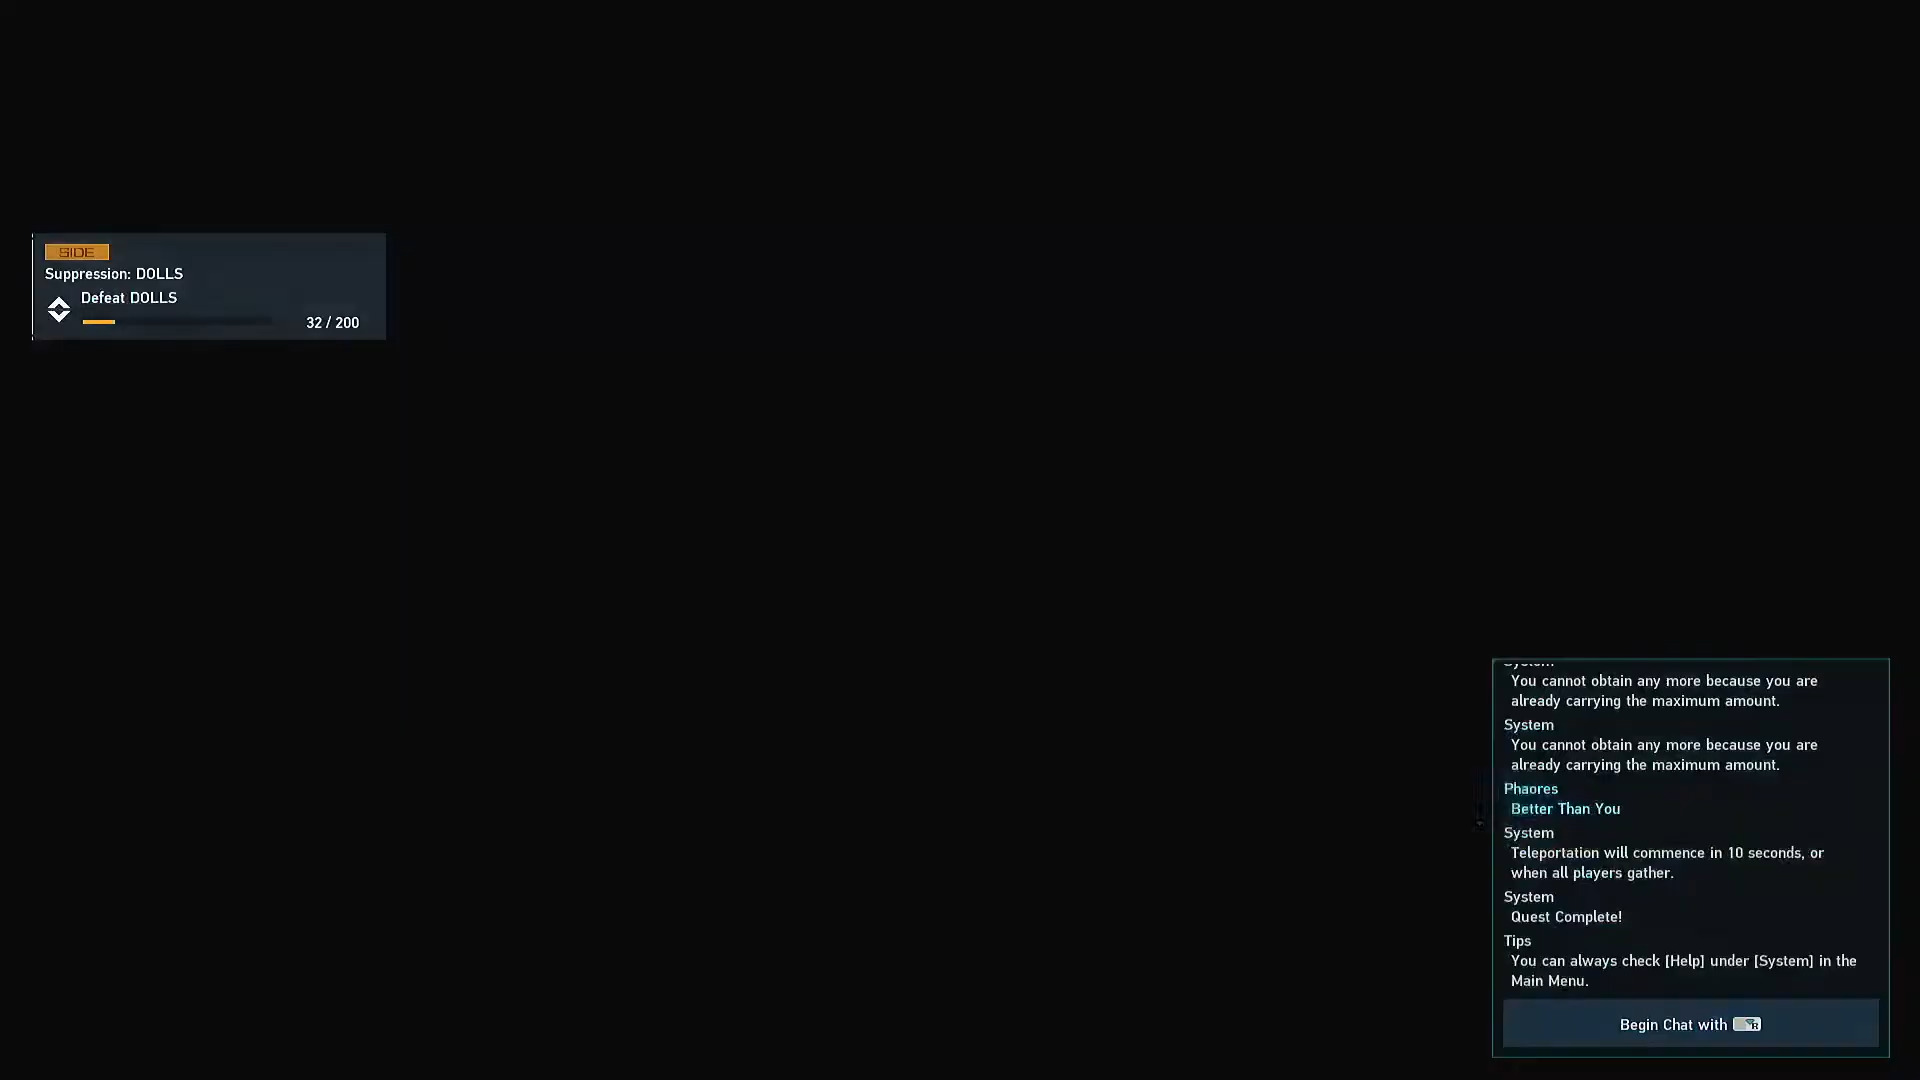 SIDE
Suppression: DOLLS
Defeat DOLLS
32 / 200
System
You cannot obtain any more because you are
already carrying the maximum amount.
System
You cannot obtain any more because you are
already carrying the maximum amount.
Phaores
Better Than You
System
Teleportation will commence in 10 seconds, or
when all players gather.
System
Quest Complete!
Tips
You can always check [Help] under [System] in the
Main Menu.
Begin Chat with